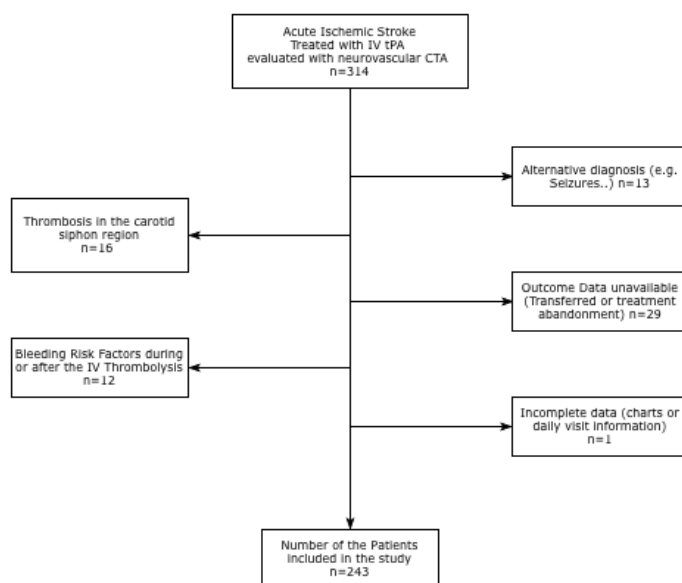 Acute Ischemic Stroke
Treated with IV tPA
evaluated with neurovascular CTA
n=314
Alternative diagnosis (e.g.
Seizures..) n=13
Thrombosis in the carotid
siphon region
n=16
Outcome Data unavailable
(Transferred or treatment
abandonment) n=29
Bleeding Risk Factors during
or after the IV Thrombolysis
n=12
Incomplete data (charts or
daily visit information)
n=1
Number of the Patients
included in the study
n=243